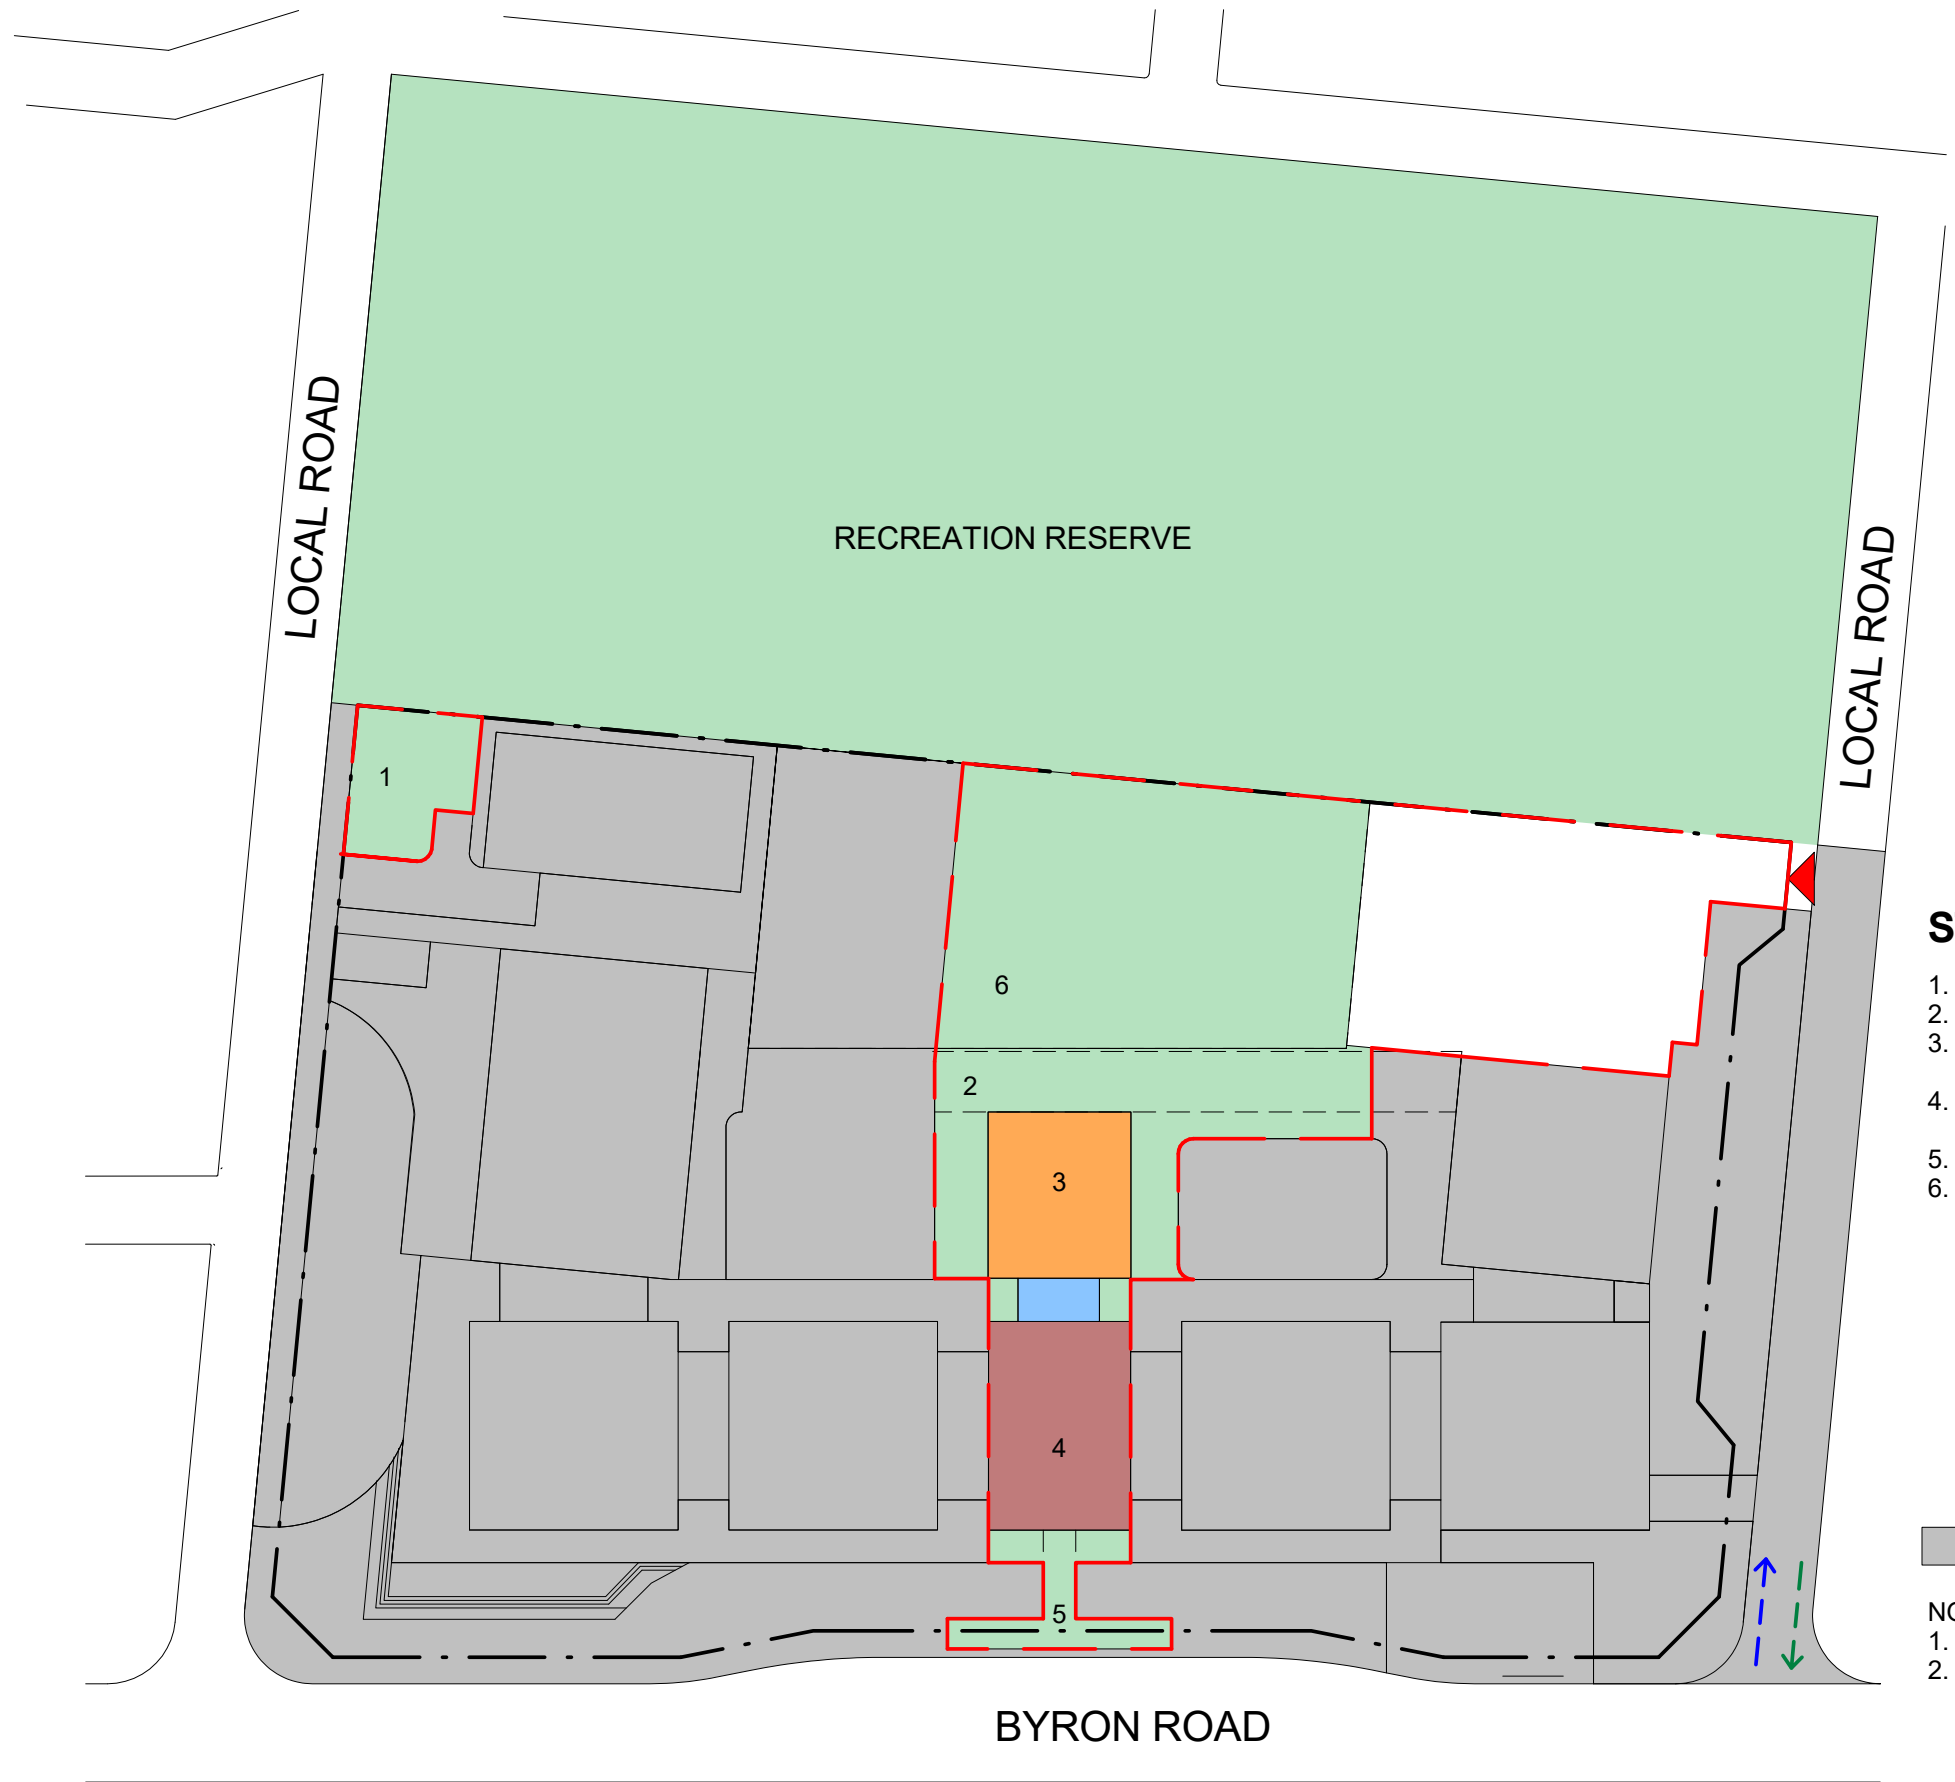 LOCAL ROAD
RECREATION RESERVE
LOCAL ROAD
1
6
2
3
4
5
BYRON ROAD
S
1.
2.
3.
4.
5.
6.
NO
1.
2.